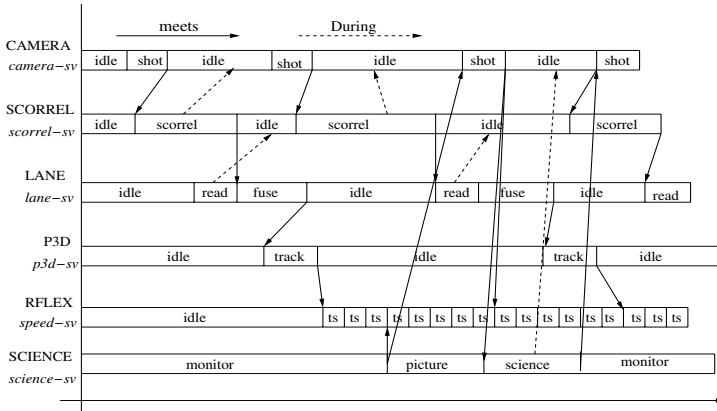 meets During
CAMERA
camera-sv
idle shot idle shot idle shot idle shot
SCORREL
scorrel-sv
idle scorrel idle scorrel idle scorrel
LANE
lane-sv
idle read fuse idle read fuse idle read
P3D
p3d-sv
idle track idle track idle
RFLEX
speed-sv
idle ts ts ts ts ts ts ts ts ts ts ts ts ts ts ts ts ts
SCIENCE
science-sv
monitor picture science monitor